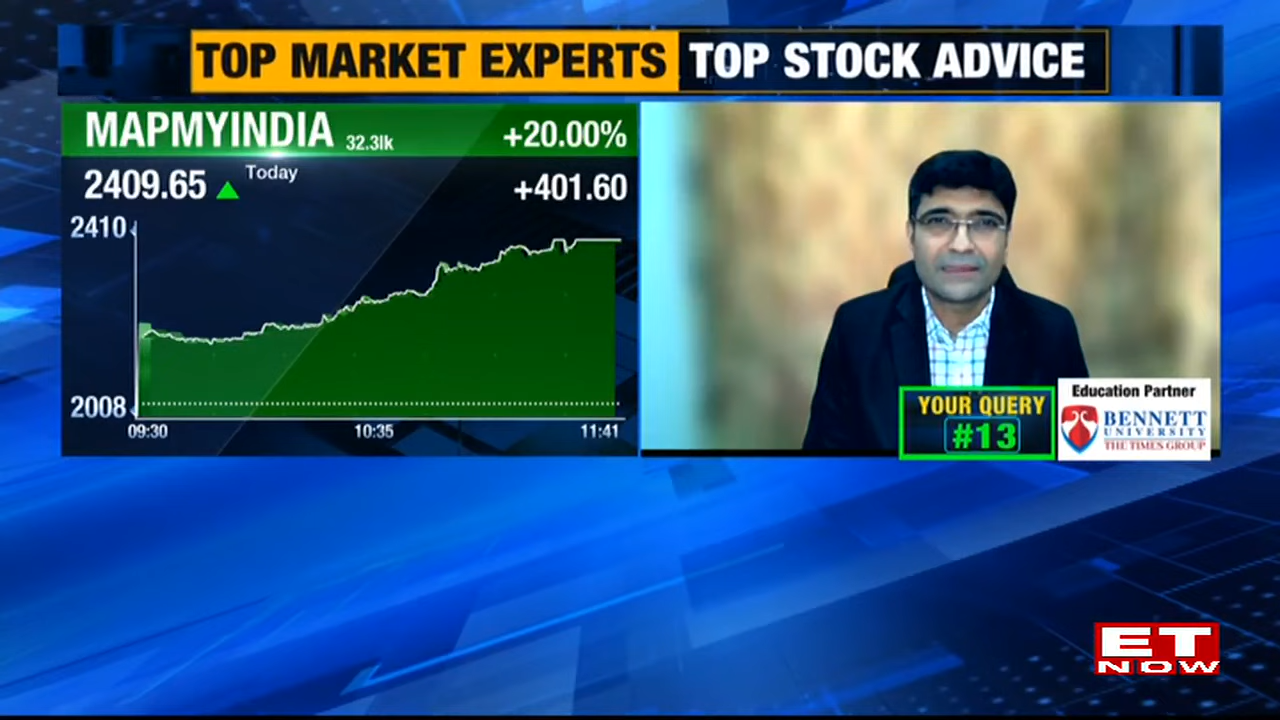 TOP MARKET EXPERTS TOP STOCK ADVICE
MAPMYINDIA 32.3lk +20.00%
2409.65 Today +401.60
2410
2008
09:30 10:35 11:41
YOUR QUERY
#13
Education Partner
BENNETT
UNIVERSITY
THE TIMES GROUP
ET
NOW